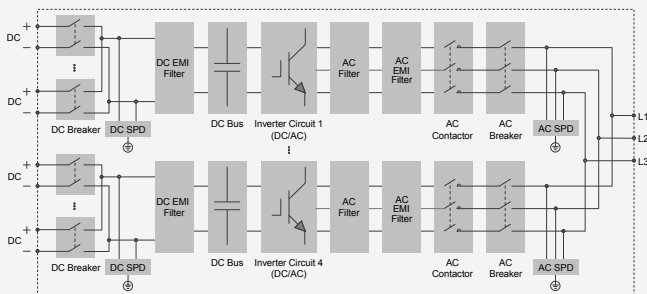 DC + −
DC + −
DC Breaker
DC SPD
DC EMI
Filter
DC Bus
Inverter Circuit 1
(DC/AC)
AC
Filter
AC
EMI
Filter
AC
Contactor
AC
Breaker
AC SPD
L1
L2
L3
DC + −
DC + −
DC Breaker
DC SPD
DC EMI
Filter
DC Bus
Inverter Circuit 4
(DC/AC)
AC
Filter
AC
EMI
Filter
AC
Contactor
AC
Breaker
AC SPD